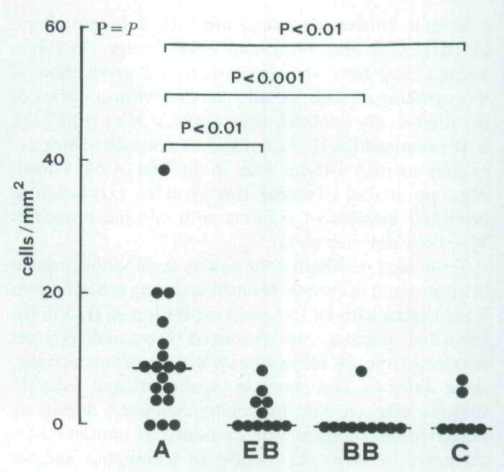 60
P = P
P < 0.01
P < 0.001
P < 0.01
40
cells/mm²
20
0
A
EB
BB
C